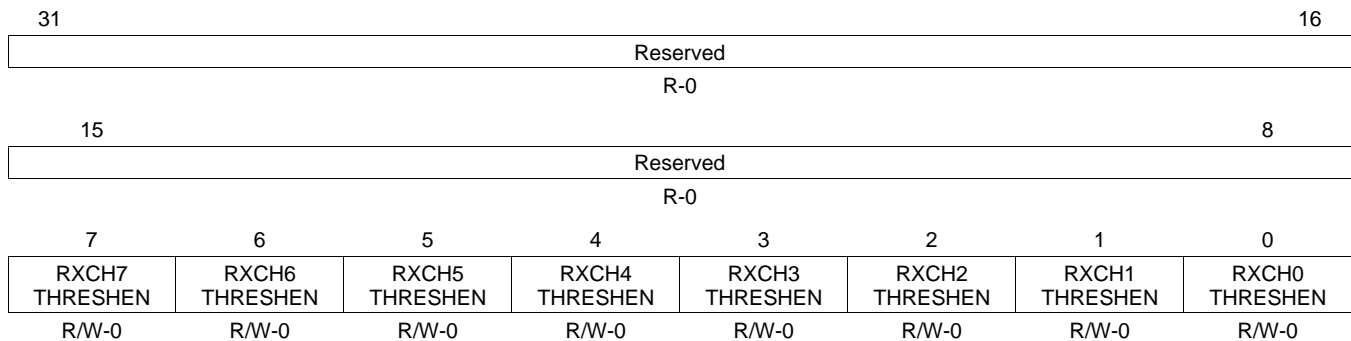 31 16
Reserved
R-0
15 8
Reserved
R-0
7 6 5 4 3 2 1 0
RXCH7 RXCH6 RXCH5 RXCH4 RXCH3 RXCH2 RXCH1 RXCH0
THRESHEN THRESHEN THRESHEN THRESHEN THRESHEN THRESHEN THRESHEN THRESHEN
R/W-0 R/W-0 R/W-0 R/W-0 R/W-0 R/W-0 R/W-0 R/W-0